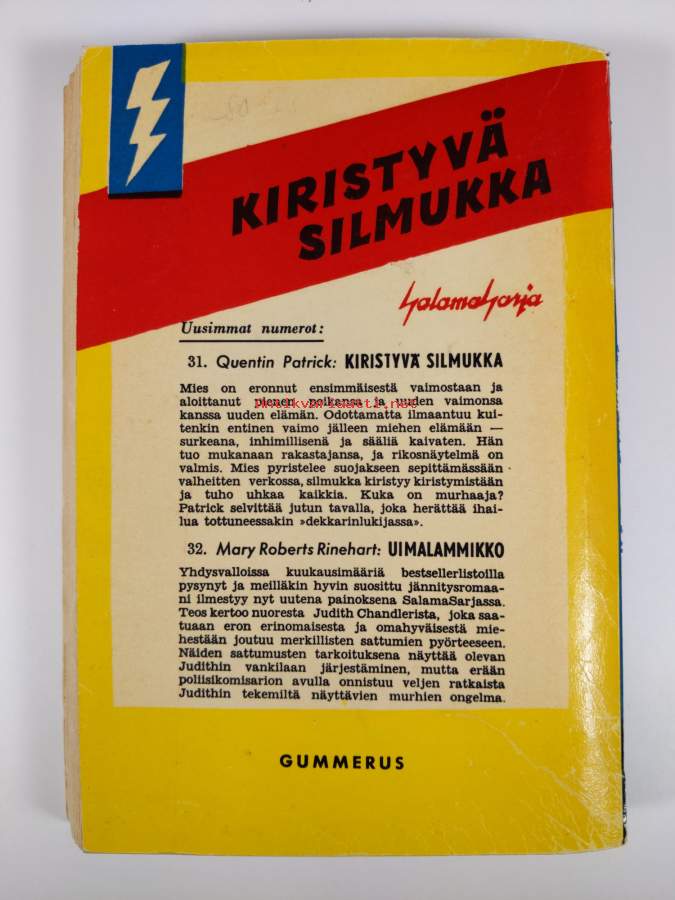 KIRISTYVÄ
SILMUKKA
SalamaSarja
Uusimmat numerot:
31. Quentin Patrick: KIRISTYVÄ SILMUKKA
Mies on eronnut ensimmäisestä vaimostaan ja
aloittanut pienen poikansa ja uuden vaimonsa
antikvariaatti.net
kanssa uuden elämän. Odottamatta ilmaantuu kui-
tenkin entinen vaimo jälleen miehen elämään —
surkeana, inhimillisenä ja sääliä kaivaten. Hän
tuo mukanaan rakastajansa, ja rikosnäytelmä on
valmis. Mies pyristelee suojakseen sepittämässään
valheitten verkossa, silmukka kiristyy kiristymistään
ja tuho uhkaa kaikkia. Kuka on murhaaja?
Patrick selvittää jutun tavalla, joka herättää ihai-
lua tottuneessakin »dekkarinlukijassa».
32. Mary Roberts Rinehart: UIMALAMMIKKO
Yhdysvalloissa kuukausimääriä bestsellerlistoilla
pysynyt ja meilläkin hyvin suosittu jännitysromaa-
ni ilmestyy nyt uutena painoksena SalamaSarjassa.
Teos kertoo nuoresta Judith Chandlerista, joka saa-
tuaan eron erinomaisesta ja omahyväisestä mie-
hestään joutuu merkillisten sattumien pyörteeseen.
Näiden sattumusten tarkoituksena näyttää olevan
Judithin vankilaan järjestäminen, mutta erään
poliisikomisarion avulla onnistuu veljen ratkaista
Judithin tekemiltä näyttävien murhien ongelma.
GUMMERUS